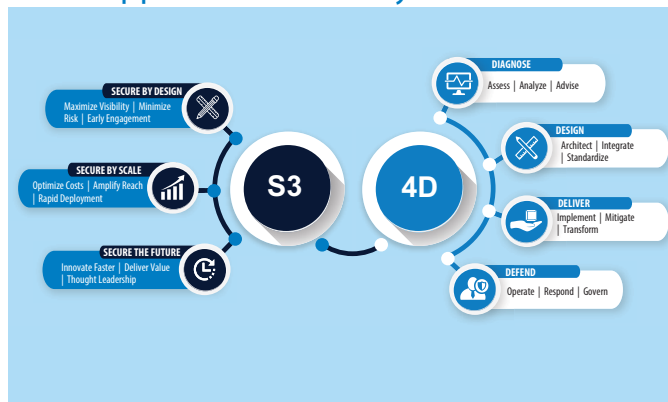 SECURE BY DESIGN
Maximize Visibility | Minimize
Risk | Early Engagement
SECURE BY SCALE
Optimize Costs | Amplify Reach
| Rapid Deployment
SECURE THE FUTURE
Innovate Faster | Deliver Value
| Thought Leadership
S3
4D
DIAGNOSE
Assess | Analyze | Advise
DESIGN
Architect | Integrate
| Standardize
DELIVER
Implement | Mitigate
| Transform
DEFEND
Operate | Respond | Govern